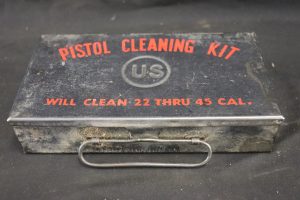 PISTOL CLEANING KIT
US
WILL CLEAN-22 THRU 45 CAL.